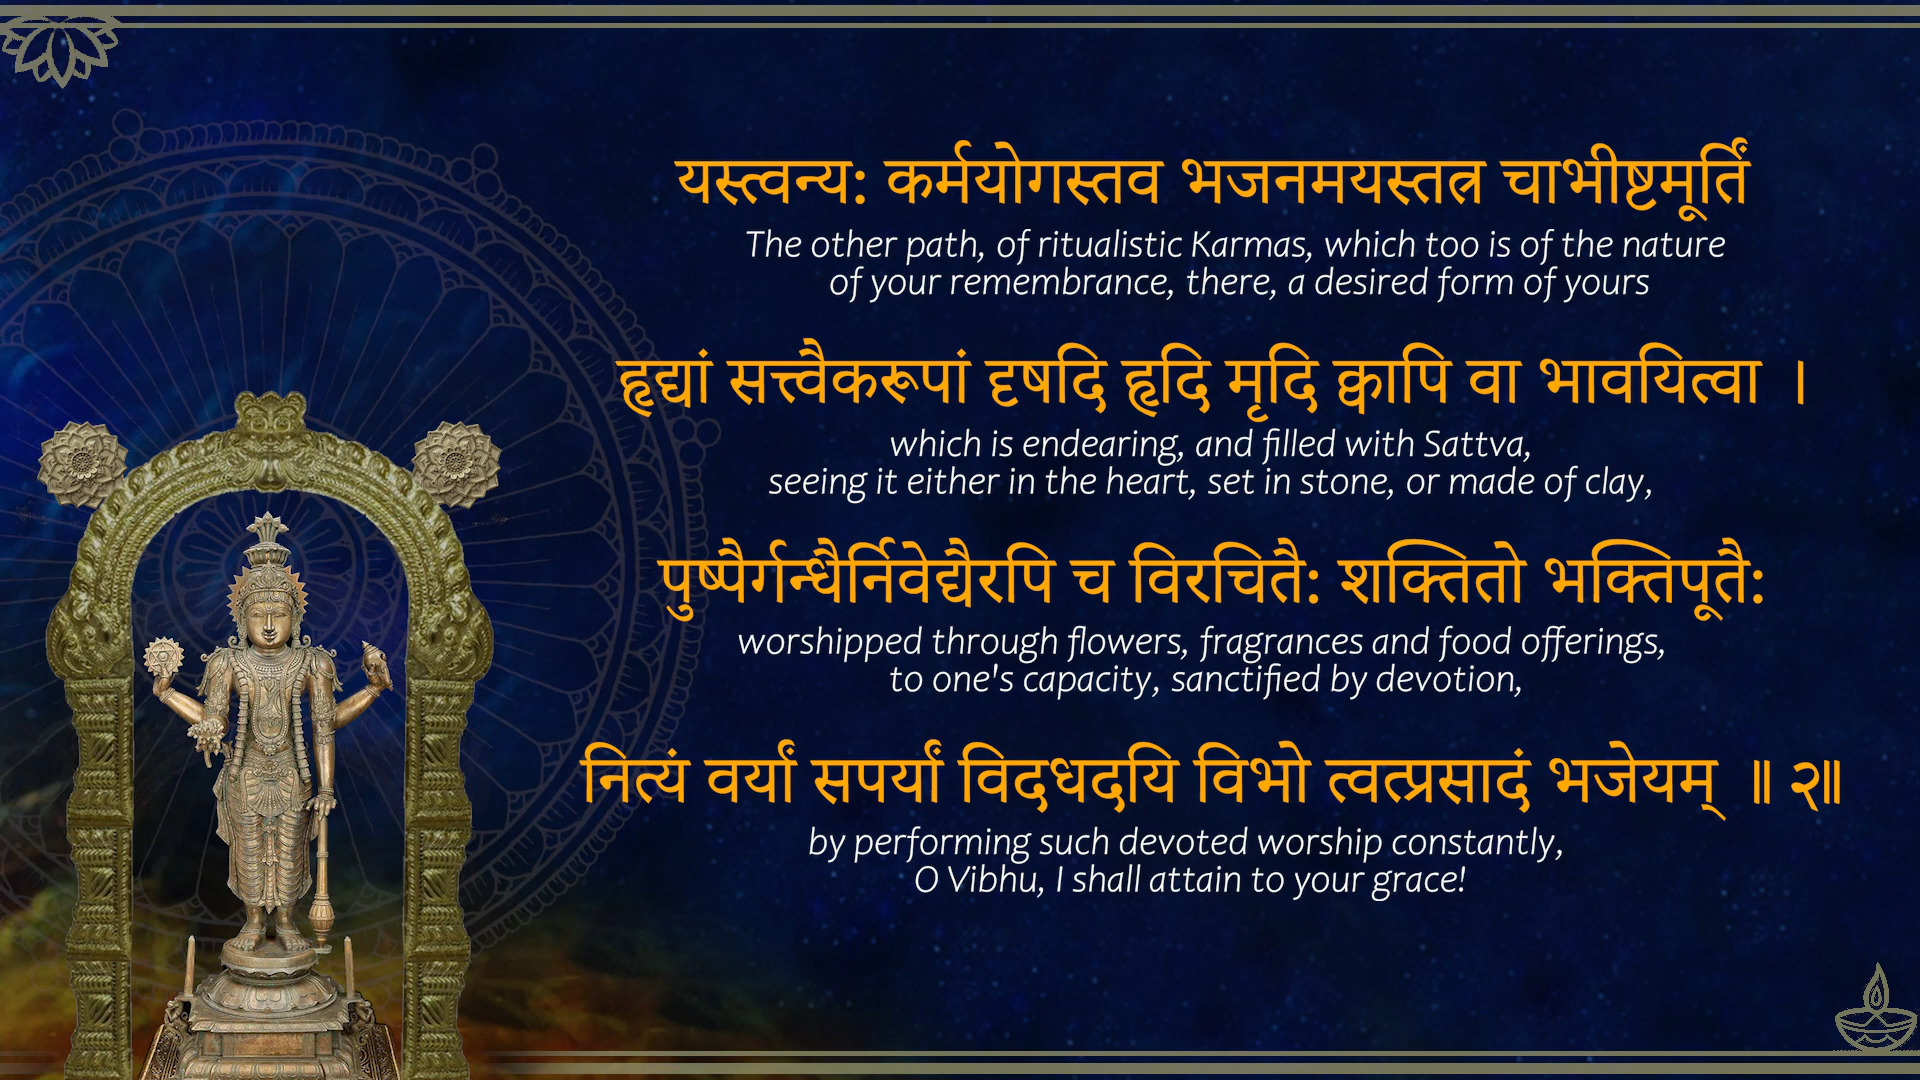 यस्त्वन्य: कर्मयोगस्तव भजनमयस्तत्र चाभीष्टमूर्तिं
The other path, of ritualistic Karmas, which too is of the nature
of your remembrance, there, a desired form of yours
हृद्यां सत्त्वैकरूपां दृषदि हृदि मृदि क्वापि वा भावयित्वा ।
which is endearing, and filled with Sattva,
seeing it either in the heart, set in stone, or made of clay,
पुष्पैर्गन्धैर्निवेद्यैरपि च विरचितै: शक्तितो भक्तिपूतै:
worshipped through flowers, fragrances and food offerings,
to one's capacity, sanctified by devotion,
नित्यं वर्यां सपर्यां विदधदयि विभो त्वत्प्रसादं भजेयम् ॥ २॥
by performing such devoted worship constantly,
O Vibhu, I shall attain to your grace!